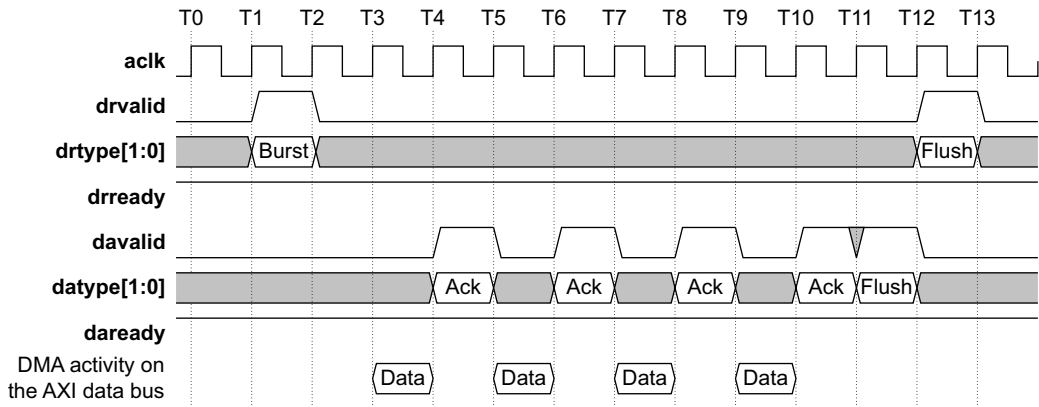 T0 T1 T2 T3 T4 T5 T6 T7 T8 T9 T10 T11 T12 T13
aclk
drvalid
drtype[1:0] Burst Flush
drready
davalid
datype[1:0] Ack Ack Ack Ack Flush
daready
DMA activity on
the AXI data bus Data Data Data Data